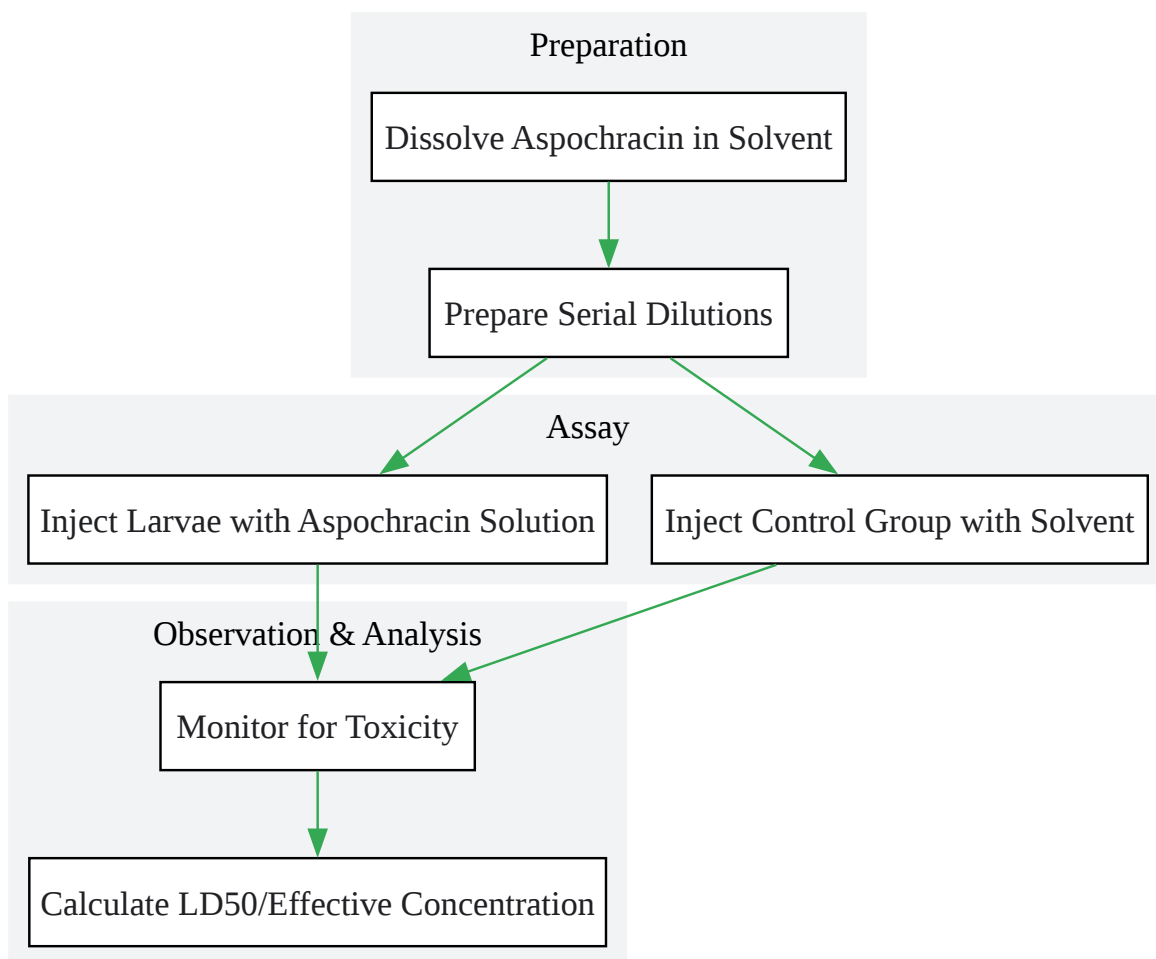 Preparation
Dissolve Aspochracin in Solvent
Prepare Serial Dilutions
Assay
Inject Larvae with Aspochracin Solution
Inject Control Group with Solvent
Observation & Analysis
Monitor for Toxicity
Calculate LD50/Effective Concentration